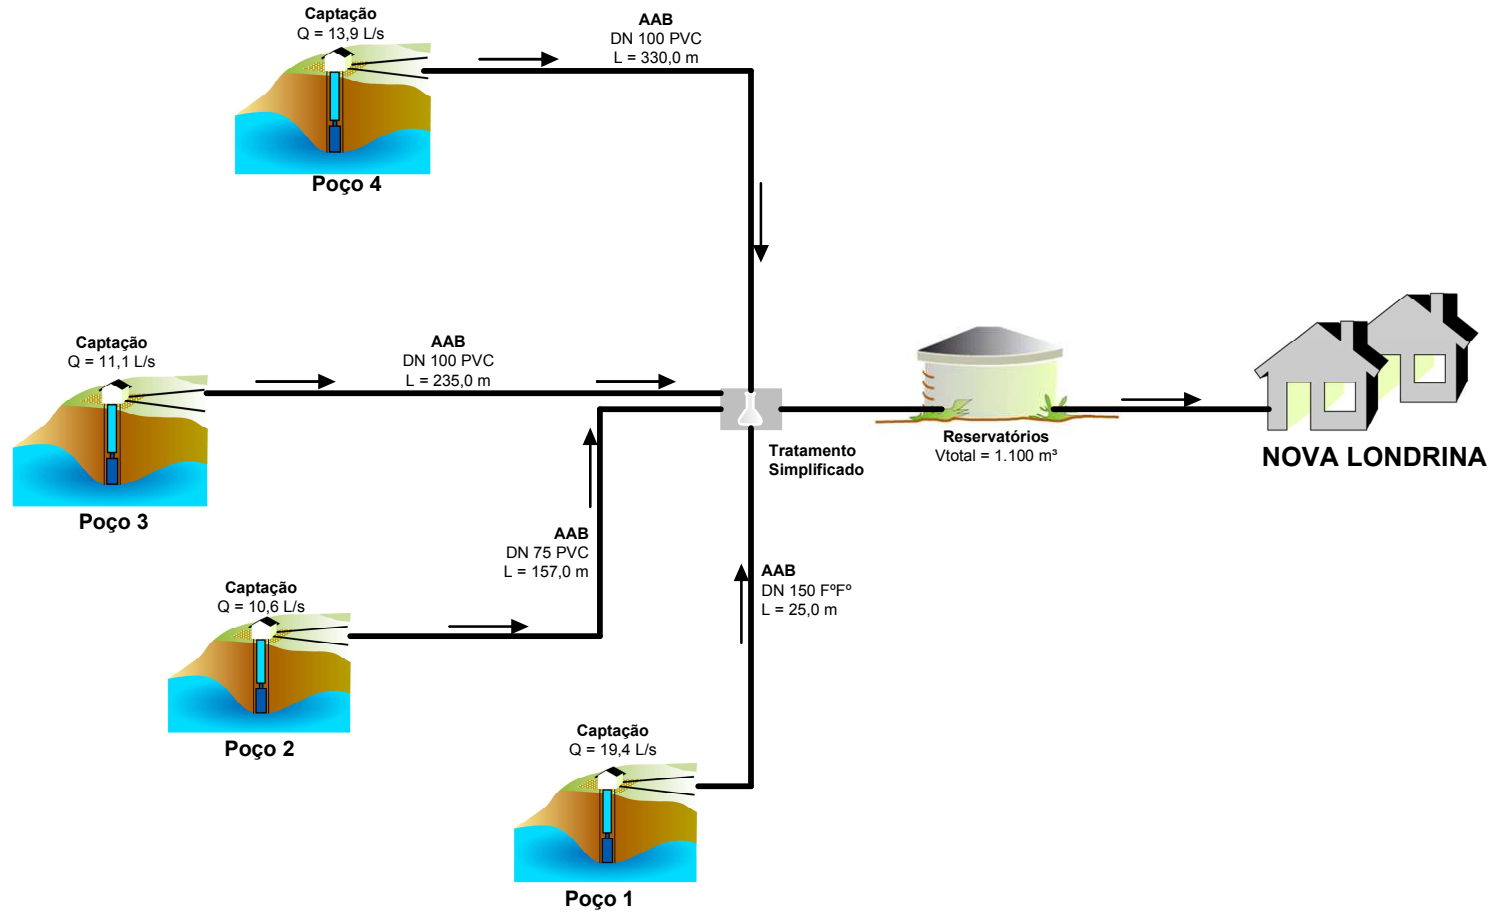 Captação
Q = 13,9 L/s
Poço 4
AAB
DN 100 PVC
L = 330,0 m
Captação
Q = 11,1 L/s
Poço 3
AAB
DN 100 PVC
L = 235,0 m
Tratamento
Simplificado
Reservatórios
Vtotal = 1.100 m³
NOVA LONDRINA
AAB
DN 75 PVC
L = 157,0 m
Captação
Q = 10,6 L/s
Poço 2
AAB
DN 150 FºFº
L = 25,0 m
Captação
Q = 19,4 L/s
Poço 1